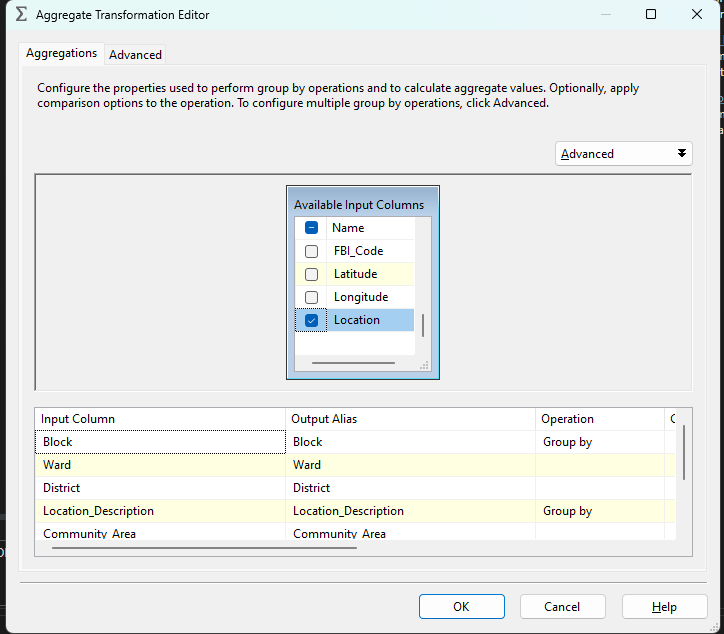 Aggregate Transformation Editor
Aggregations
Advanced
Configure the properties used to perform group by operations and to calculate aggregate values. Optionally, apply
comparison options to the operation. To configure multiple group by operations, click Advanced.
Advanced
Available Input Columns
Name
FBI_Code
Latitude
Longitude
Location
Input Column Output Alias Operation
Block Block Group by
Ward Ward
District District
Location_Description Location_Description Group by
Community_Area Community_Area
OK Cancel Help